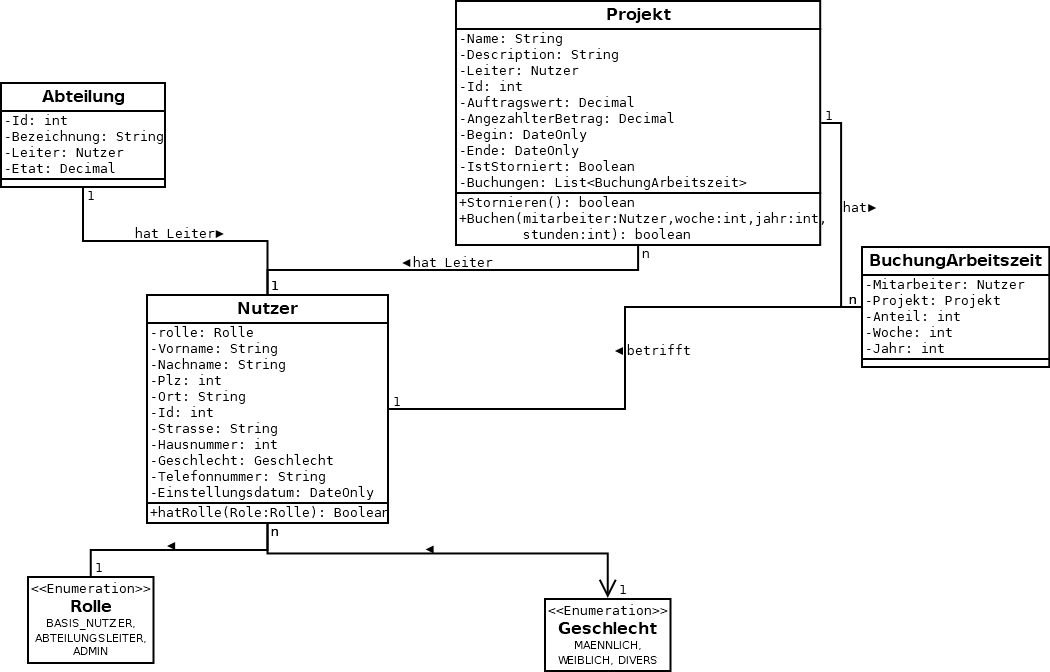 Projekt
-Name: String
-Description: String
-Leiter: Nutzer
-Id: int
-Auftragswert: Decimal
-AngezahlterBetrag: Decimal
-Begin: DateOnly
-Ende: DateOnly
-IstStorniert: Boolean
-Buchungen: List<BuchungArbeitszeit>
+Stornieren(): boolean
+Buchen(mitarbeiter:Nutzer,woche:int,jahr:int,
stunden:int): boolean
Abteilung
-Id: int
-Bezeichnung: String
-Leiter: Nutzer
-Etat: Decimal
1
hat Leiter►
1
hat►
n
◄hat Leiter
1
BuchungArbeitszeit
-Mitarbeiter: Nutzer
-Projekt: Projekt
-Anteil: int
-Woche: int
-Jahr: int
n
◄betrifft
1
Nutzer
-rolle: Rolle
-Vorname: String
-Nachname: String
-Plz: int
-Ort: String
-Id: int
-Strasse: String
-Hausnummer: int
-Geschlecht: Geschlecht
-Telefonnummer: String
-Einstellungsdatum: DateOnly
+hatRolle(Role:Rolle): Boolean
n
◄
◄
1
1
<<Enumeration>>
Rolle
BASIS_NUTZER,
ABTEILUNGSLEITER,
ADMIN
<<Enumeration>>
Geschlecht
MAENNLICH,
WEIBLICH, DIVERS